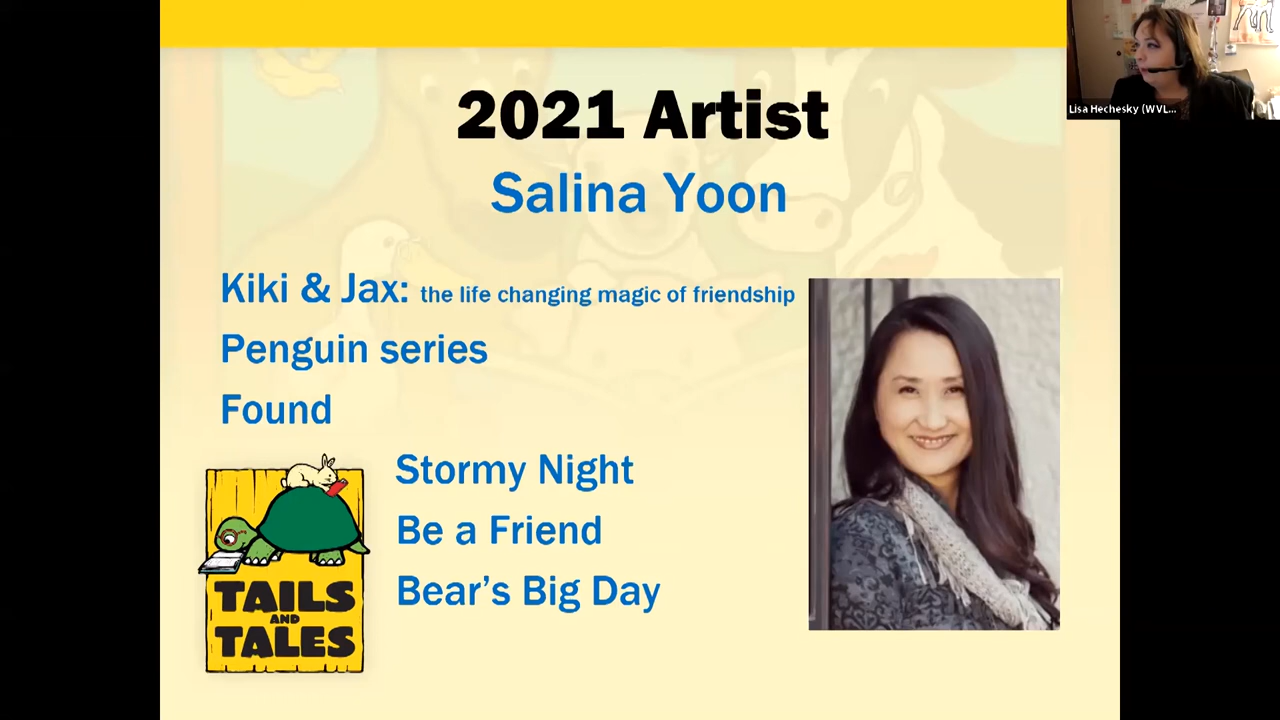 2021 Artist
Salina Yoon
Kiki & Jax: the life changing magic of friendship
Penguin series
Found
Stormy Night
Be a Friend
Bear's Big Day
TAILS
AND
TALES
Lisa Hechesky (WVL...